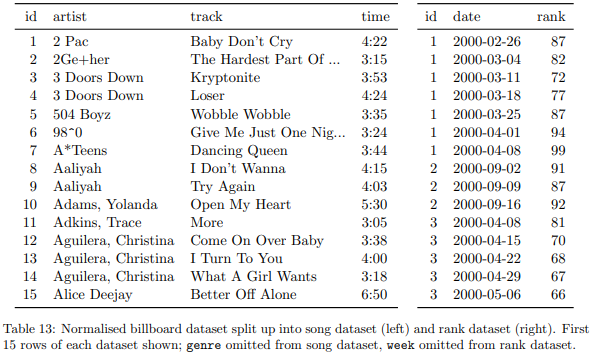 id artist track time id date rank
1 2 Pac Baby Don't Cry 4:22 1 2000-02-26 87
2 2Ge+her The Hardest Part Of ... 3:15 1 2000-03-04 82
3 3 Doors Down Kryptonite 3:53 1 2000-03-11 72
4 3 Doors Down Loser 4:24 1 2000-03-18 77
5 504 Boyz Wobble Wobble 3:35 1 2000-03-25 87
6 98^0 Give Me Just One Nig... 3:24 1 2000-04-01 94
7 A*Teens Dancing Queen 3:44 1 2000-04-08 99
8 Aaliyah I Don't Wanna 4:15 2 2000-09-02 91
9 Aaliyah Try Again 4:03 2 2000-09-09 87
10 Adams, Yolanda Open My Heart 5:30 2 2000-09-16 92
11 Adkins, Trace More 3:05 3 2000-04-08 81
12 Aguilera, Christina Come On Over Baby 3:38 3 2000-04-15 70
13 Aguilera, Christina I Turn To You 4:00 3 2000-04-22 68
14 Aguilera, Christina What A Girl Wants 3:18 3 2000-04-29 67
15 Alice Deejay Better Off Alone 6:50 3 2000-05-06 66
Table 13: Normalised billboard dataset split up into song dataset (left) and rank dataset (right). First
15 rows of each dataset shown; genre omitted from song dataset, week omitted from rank dataset.